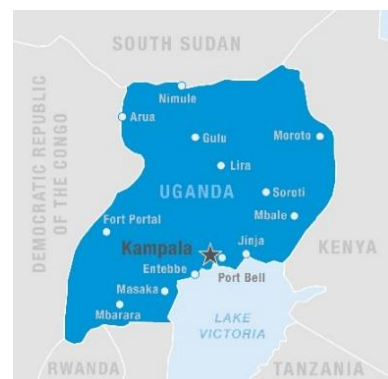 SOUTH SUDAN
DEMOCRATIC REPUBLIC
OF THE CONGO
Nimule
Arua
Gulu
Moroto
Lira
UGANDA
Soroti
Mbale
Fort Portal
Kampala
Jinja
KENYA
Entebbe
Port Bell
Masaka
Mbarara
LAKE
VICTORIA
RWANDA
TANZANIA